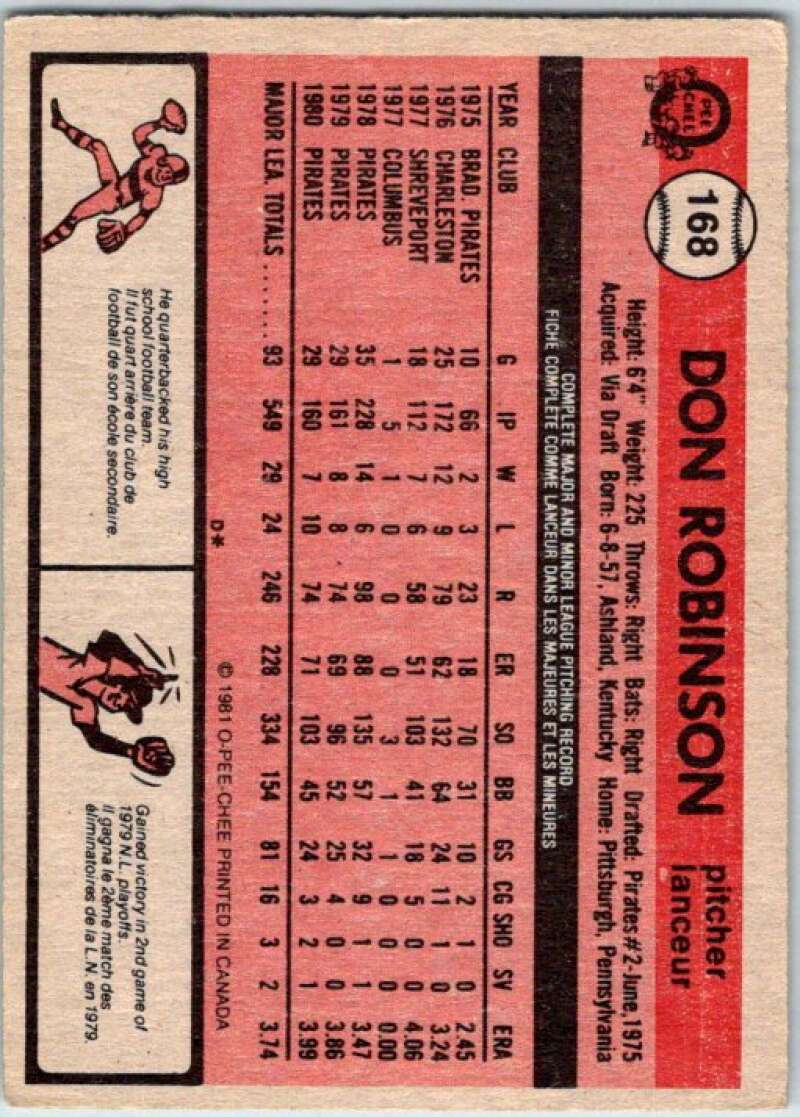 O
PEE
CHEE
168
DON ROBINSON
pitcher
lanceur
Height: 6'4" Weight: 225 Throws: Right Bats: Right Drafted: Pirates #2-June, 1975
Acquired: Via Draft Born: 6-8-57, Ashland, Kentucky Home: Pittsburgh, Pennsylvania
COMPLETE MAJOR AND MINOR LEAGUE PITCHING RECORD
FICHE COMPLÈTE COMME LANCEUR DANS LES MAJEURES ET LES MINEURES
YEAR CLUB G IP W L R ER SO BB GS CG SHO SV ERA
1975 BRAD. PIRATES 10 66 2 3 23 18 70 31 10 2 1 0 2.45
1976 CHARLESTON 25 172 12 9 79 62 132 64 24 11 1 0 3.24
1977 SHREVEPORT 18 112 7 6 58 51 103 41 18 5 0 0 4.06
1977 COLUMBUS 1 5 1 0 0 0 3 1 1 0 0 0 0.00
1978 PIRATES 35 228 14 6 98 88 135 57 32 9 1 1 3.47
1979 PIRATES 29 161 8 8 74 69 96 52 25 4 0 0 3.86
1980 PIRATES 29 160 7 10 74 71 103 45 24 3 2 1 3.99
MAJOR LEA. TOTALS ....... 93 549 29 24 246 228 334 154 81 16 3 2 3.74
D* © 1981 O-PEE-CHEE PRINTED IN CANADA
He quarterbacked his high
school football team.
Il fut quart arrière du club de
football de son école secondaire.
Gained victory in 2nd game of
1979 N.L. playoffs.
Il gagna le 2ème match des
éliminatoires de la L.N. en 1979.